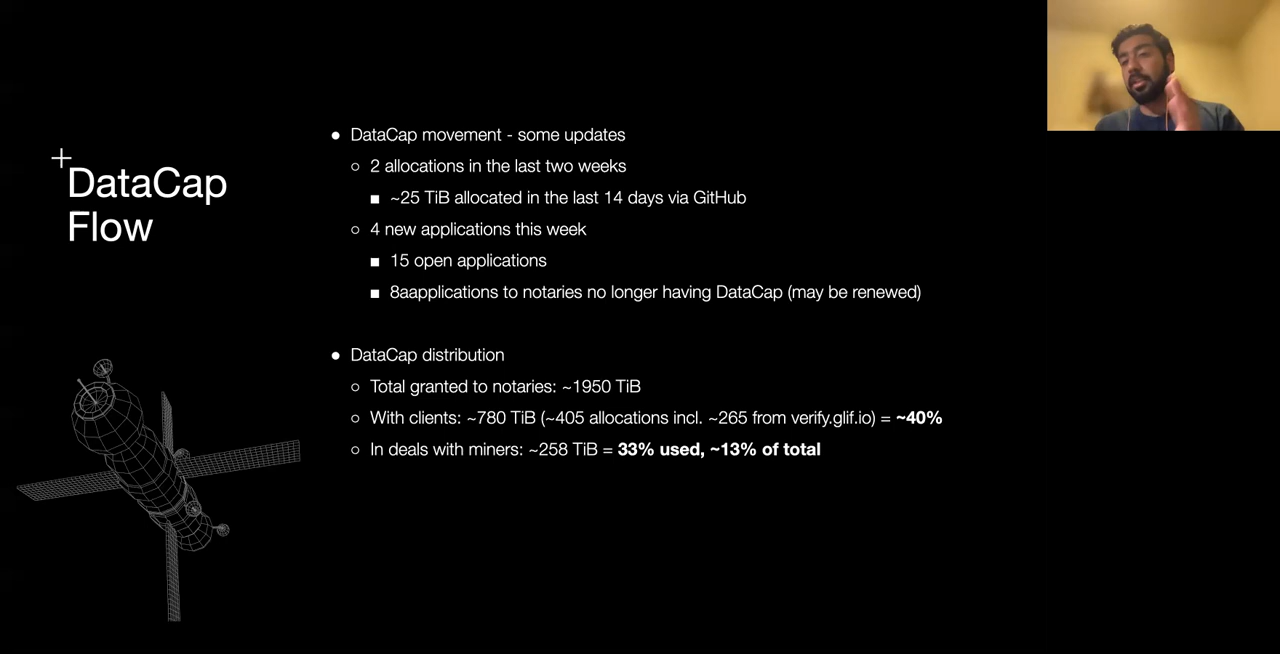 DataCap
Flow
● DataCap movement - some updates
○ 2 allocations in the last two weeks
■ ~25 TiB allocated in the last 14 days via GitHub
○ 4 new applications this week
■ 15 open applications
■ 8aapplications to notaries no longer having DataCap (may be renewed)
● DataCap distribution
○ Total granted to notaries: ~1950 TiB
○ With clients: ~780 TiB (~405 allocations incl. ~265 from verify.glif.io) = ~40%
○ In deals with miners: ~258 TiB = 33% used, ~13% of total